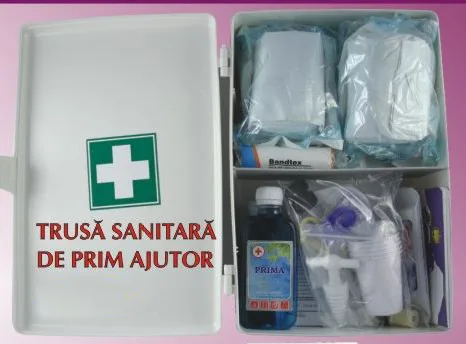 TRUSĂ SANITARĂ
DE PRIM AJUTOR
Bandtex
PRIMA